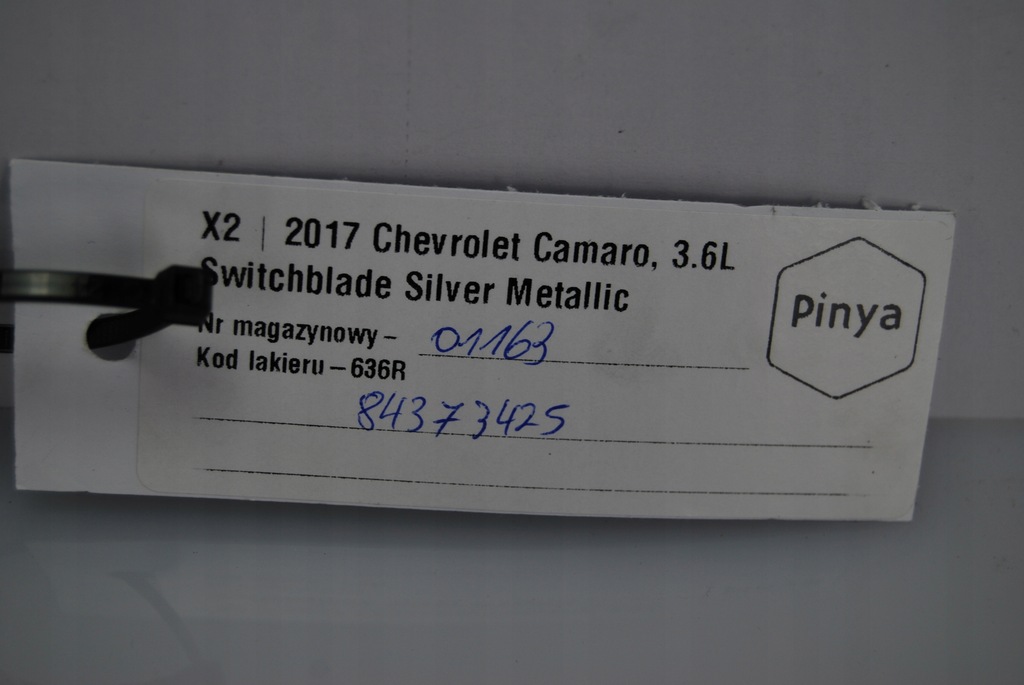 X2 | 2017 Chevrolet Camaro, 3.6L
Switchblade Silver Metallic
Nr magazynowy – 01163
Kod lakieru – 636R
84373425
Pinya